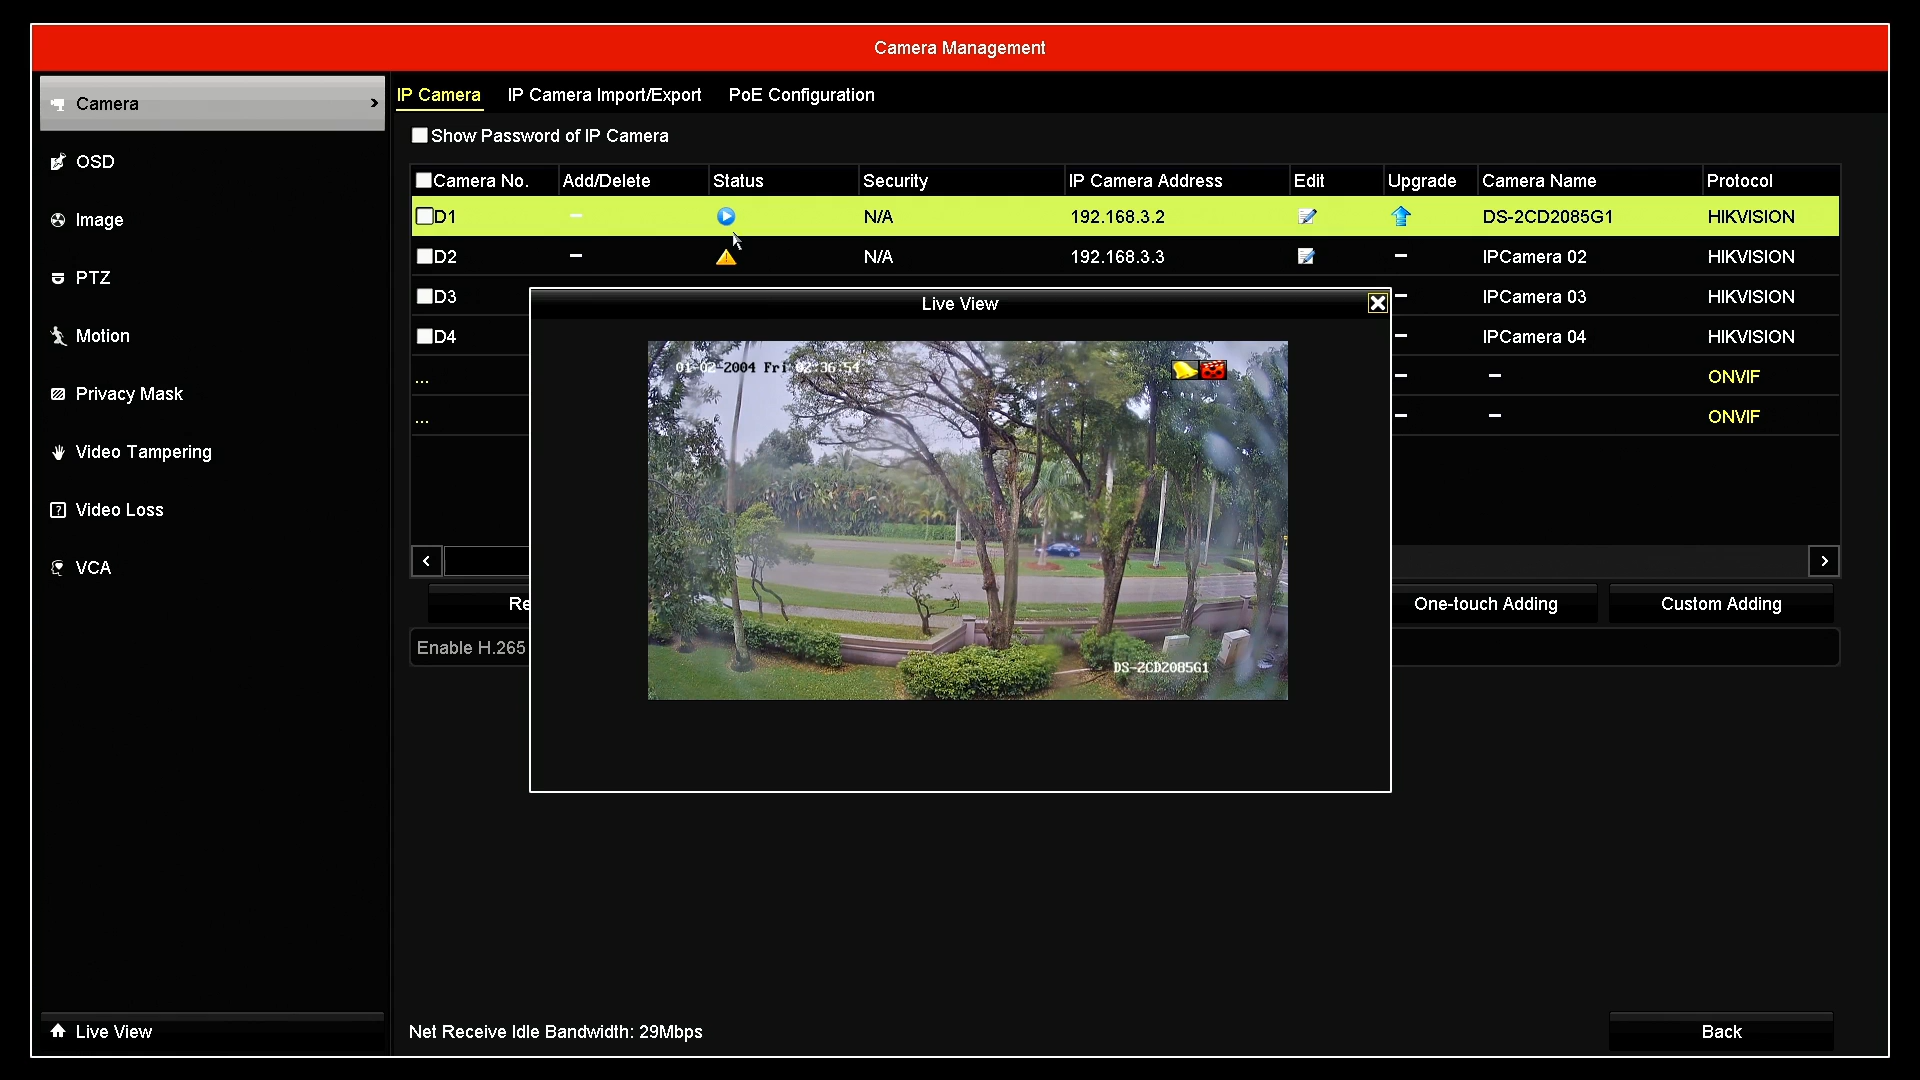 Camera Management
Camera
OSD
Image
PTZ
Motion
Privacy Mask
Video Tampering
Video Loss
VCA
Live View
IP Camera IP Camera Import/Export PoE Configuration
Show Password of IP Camera
Camera No. Add/Delete Status Security IP Camera Address Edit Upgrade Camera Name Protocol
D1 — N/A 192.168.3.2 DS-2CD2085G1 HIKVISION
D2 — N/A 192.168.3.3 — IPCamera 02 HIKVISION
D3 — IPCamera 03 HIKVISION
D4 — IPCamera 04 HIKVISION
... — — ONVIF
... — — ONVIF
Live View
01-02-2004 Fri 02:36:54
DS-2CD2085G1
One-touch Adding Custom Adding
Enable H.265
Net Receive Idle Bandwidth: 29Mbps
Back